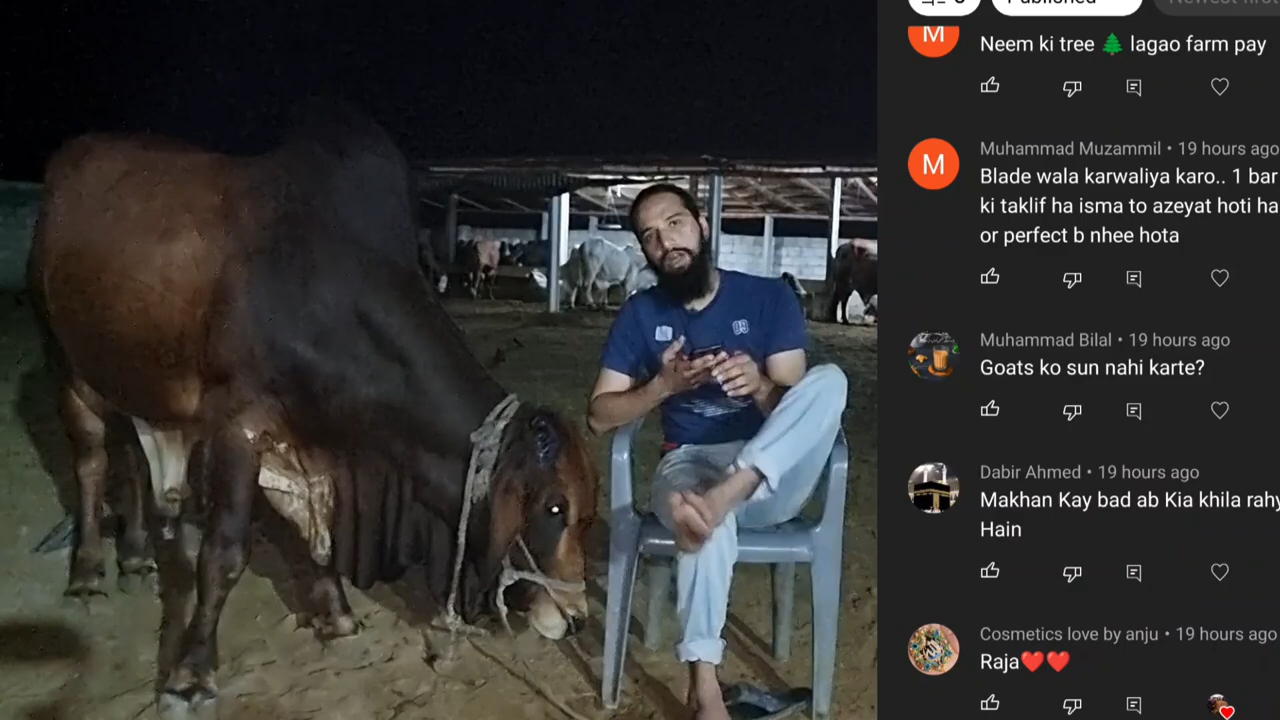 Published
Newest first
M
Neem ki tree 🌲 lagao farm pay
M
Muhammad Muzammil • 19 hours ago
Blade wala karwaliya karo.. 1 bar
ki taklif ha isma to azeyat hoti ha
or perfect b nhee hota
Muhammad Bilal • 19 hours ago
Goats ko sun nahi karte?
Dabir Ahmed • 19 hours ago
Makhan Kay bad ab Kia khila rahy
Hain
Cosmetics love by anju • 19 hours ago
Raja❤️❤️